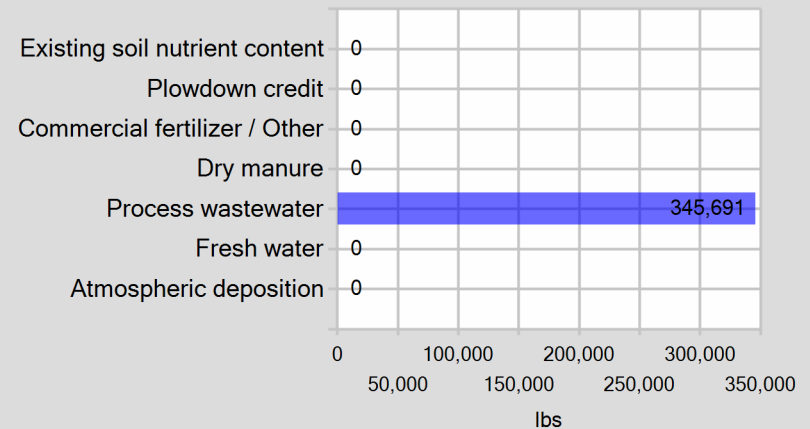 Existing soil nutrient content 0
Plowdown credit 0
Commercial fertilizer / Other 0
Dry manure 0
Process wastewater 345,691
Fresh water 0
Atmospheric deposition 0
0 100,000 200,000 300,000
50,000 150,000 250,000 350,000
lbs